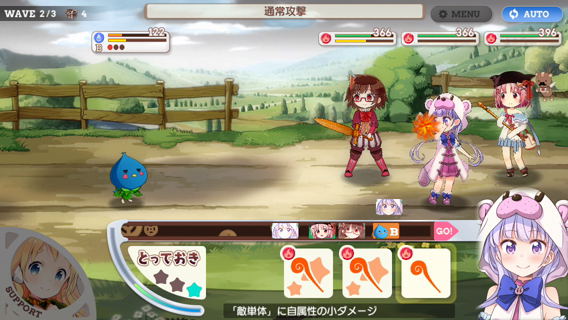 WAVE 2/3 4
通常攻撃
MENU
AUTO
122
B
366
366
396
B
GO!
とっておき
SUPPORT
「敵単体」に自属性の小ダメージ